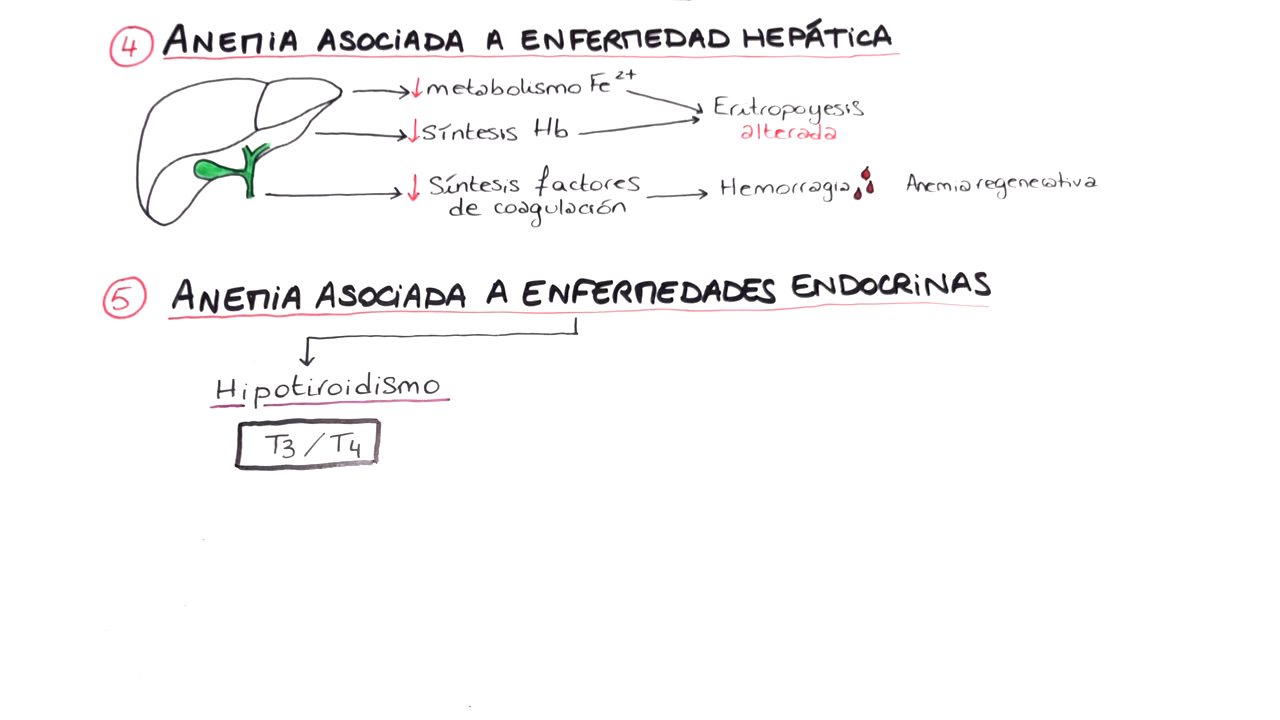 4 ANEMIA ASOCIADA A ENFERMEDAD HEPÁTICA
↓ metabolismo Fe²⁺
↓ Síntesis Hb
Eritropoyesis
alterada
↓ Síntesis factores
de coagulación
Hemorragia
Anemia regenerativa
5 ANEMIA ASOCIADA A ENFERMEDADES ENDOCRINAS
Hipotiroidismo
T3 / T4